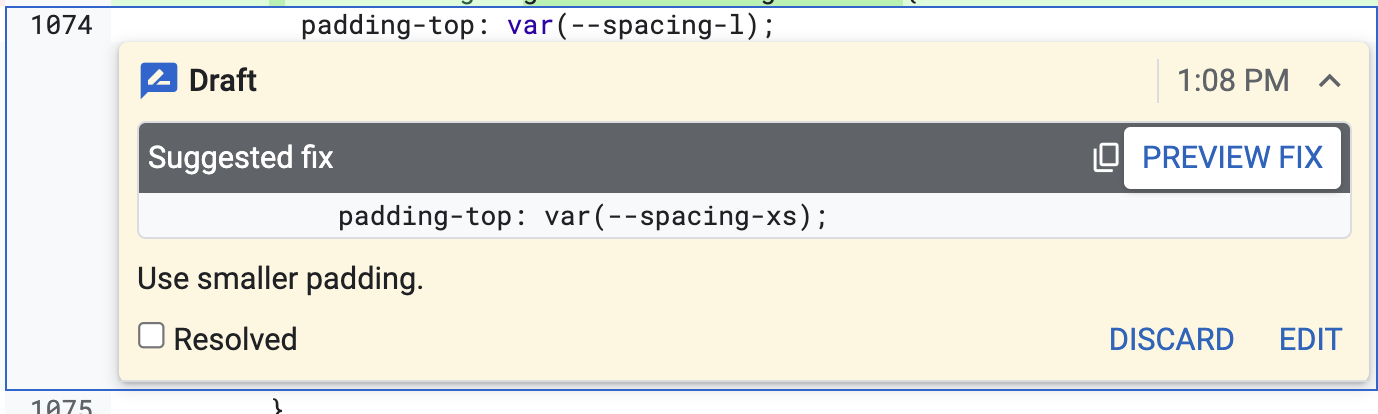 1074 padding-top: var(--spacing-l);
Draft 1:08 PM
Suggested fix PREVIEW FIX
padding-top: var(--spacing-xs);
Use smaller padding.
Resolved DISCARD EDIT
1075 }